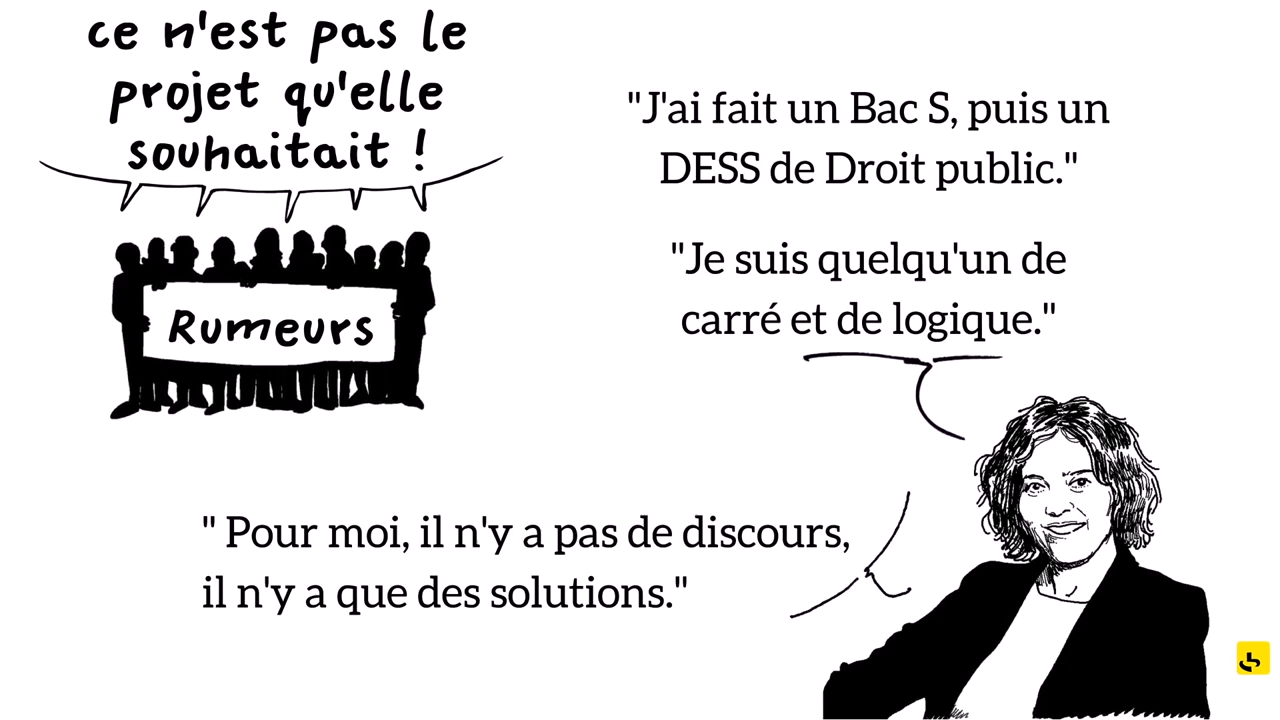 ce n'est pas le
projet qu'elle
souhaitait !
Rumeurs
"J'ai fait un Bac S, puis un
DESS de Droit public."
"Je suis quelqu'un de
carré et de logique."
" Pour moi, il n'y a pas de discours,
il n'y a que des solutions."